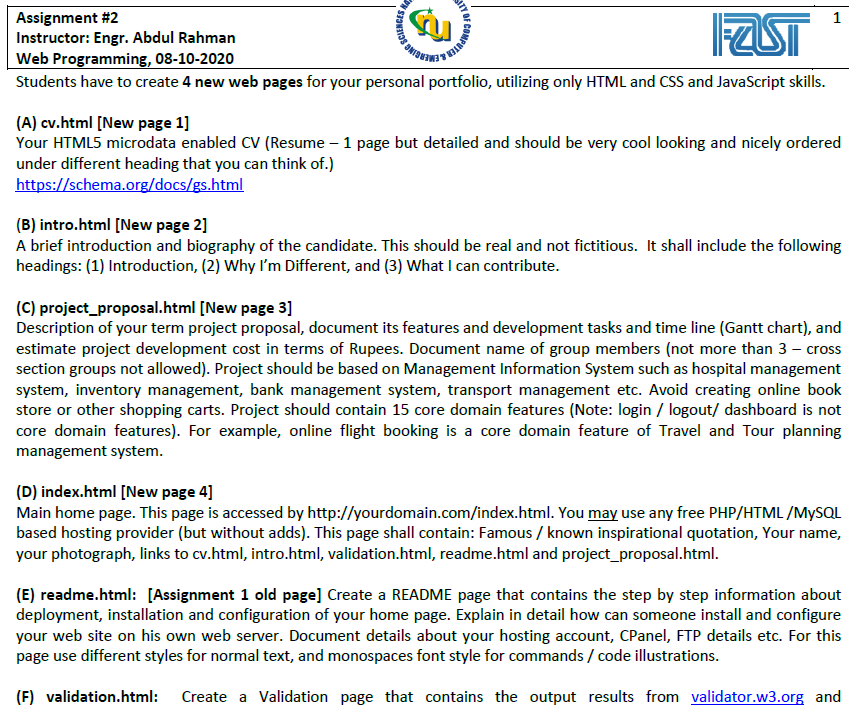 Assignment #2
Instructor: Engr. Abdul Rahman
Web Programming, 08-10-2020
FAST
1
Students have to create 4 new web pages for your personal portfolio, utilizing only HTML and CSS and JavaScript skills.
(A) cv.html [New page 1]
Your HTML5 microdata enabled CV (Resume – 1 page but detailed and should be very cool looking and nicely ordered
under different heading that you can think of.)
https://schema.org/docs/gs.html
(B) intro.html [New page 2]
A brief introduction and biography of the candidate. This should be real and not fictitious. It shall include the following
headings: (1) Introduction, (2) Why I'm Different, and (3) What I can contribute.
(C) project_proposal.html [New page 3]
Description of your term project proposal, document its features and development tasks and time line (Gantt chart), and
estimate project development cost in terms of Rupees. Document name of group members (not more than 3 – cross
section groups not allowed). Project should be based on Management Information System such as hospital management
system, inventory management, bank management system, transport management etc. Avoid creating online book
store or other shopping carts. Project should contain 15 core domain features (Note: login / logout/ dashboard is not
core domain features). For example, online flight booking is a core domain feature of Travel and Tour planning
management system.
(D) index.html [New page 4]
Main home page. This page is accessed by http://yourdomain.com/index.html. You may use any free PHP/HTML /MySQL
based hosting provider (but without adds). This page shall contain: Famous / known inspirational quotation, Your name,
your photograph, links to cv.html, intro.html, validation.html, readme.html and project_proposal.html.
(E) readme.html: [Assignment 1 old page] Create a README page that contains the step by step information about
deployment, installation and configuration of your home page. Explain in detail how can someone install and configure
your web site on his own web server. Document details about your hosting account, CPanel, FTP details etc. For this
page use different styles for normal text, and monospaces font style for commands / code illustrations.
(F) validation.html: Create a Validation page that contains the output results from validator.w3.org and